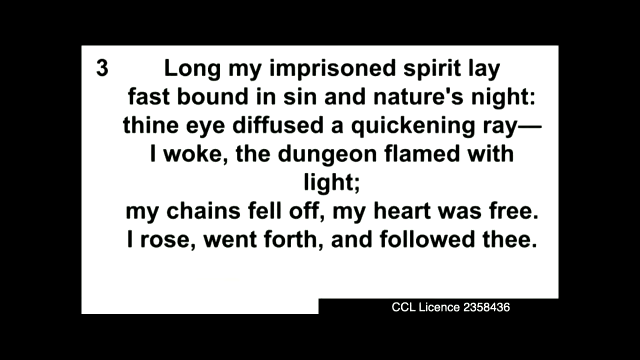 3 Long my imprisoned spirit lay
fast bound in sin and nature's night:
thine eye diffused a quickening ray—
I woke, the dungeon flamed with
light;
my chains fell off, my heart was free.
I rose, went forth, and followed thee.
CCL Licence 2358436